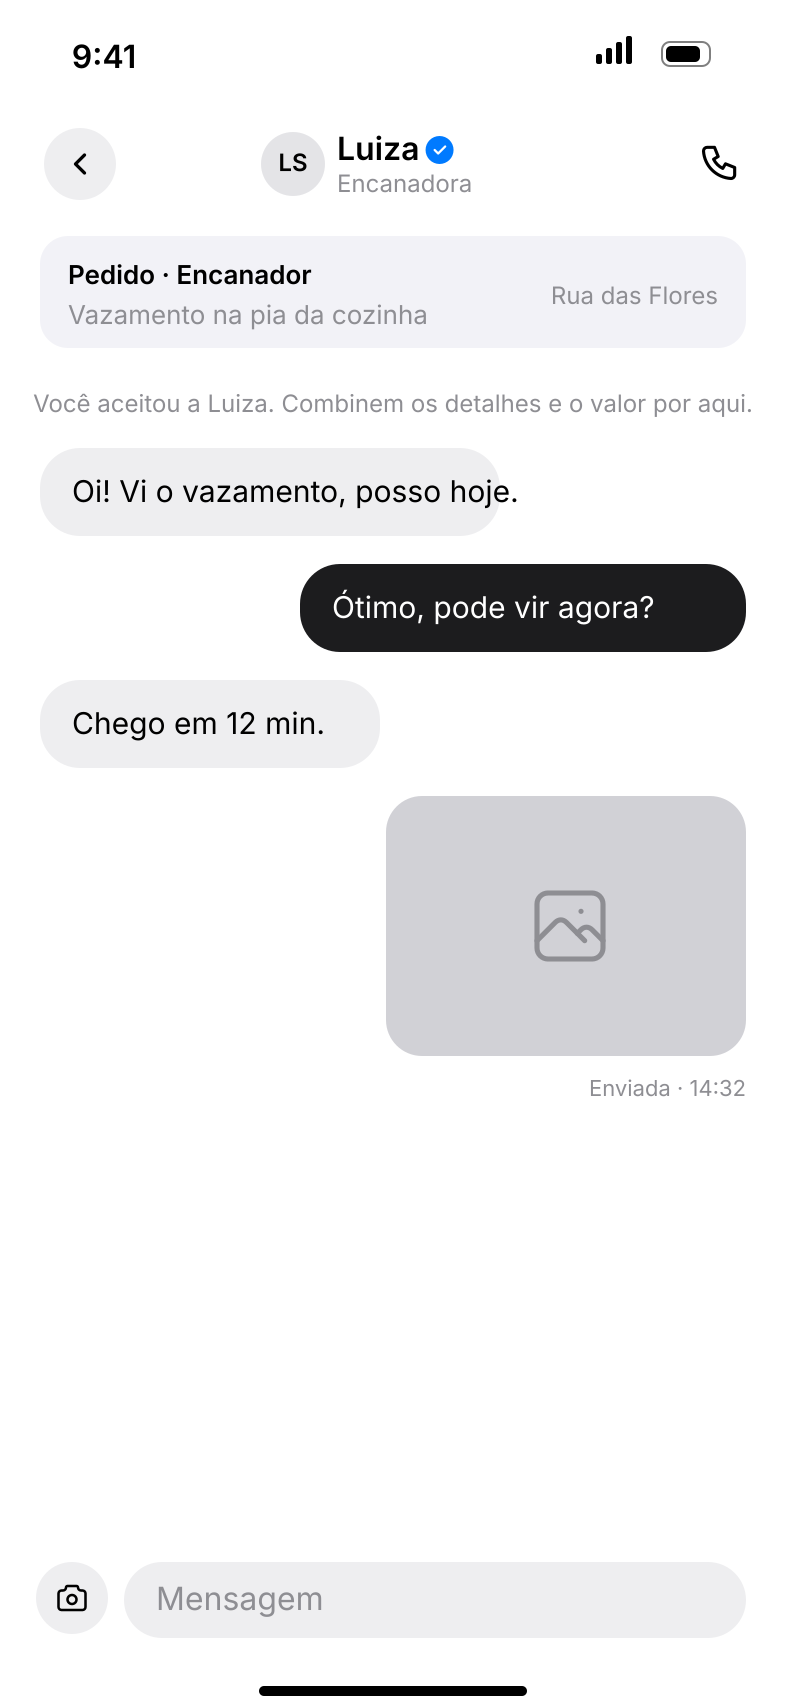 9:41
LS
Luiza
Encanadora
Pedido · Encanador
Vazamento na pia da cozinha
Rua das Flores
Você aceitou a Luiza. Combinem os detalhes e o valor por aqui.
Oi! Vi o vazamento, posso hoje.
Ótimo, pode vir agora?
Chego em 12 min.
Enviada · 14:32
Mensagem